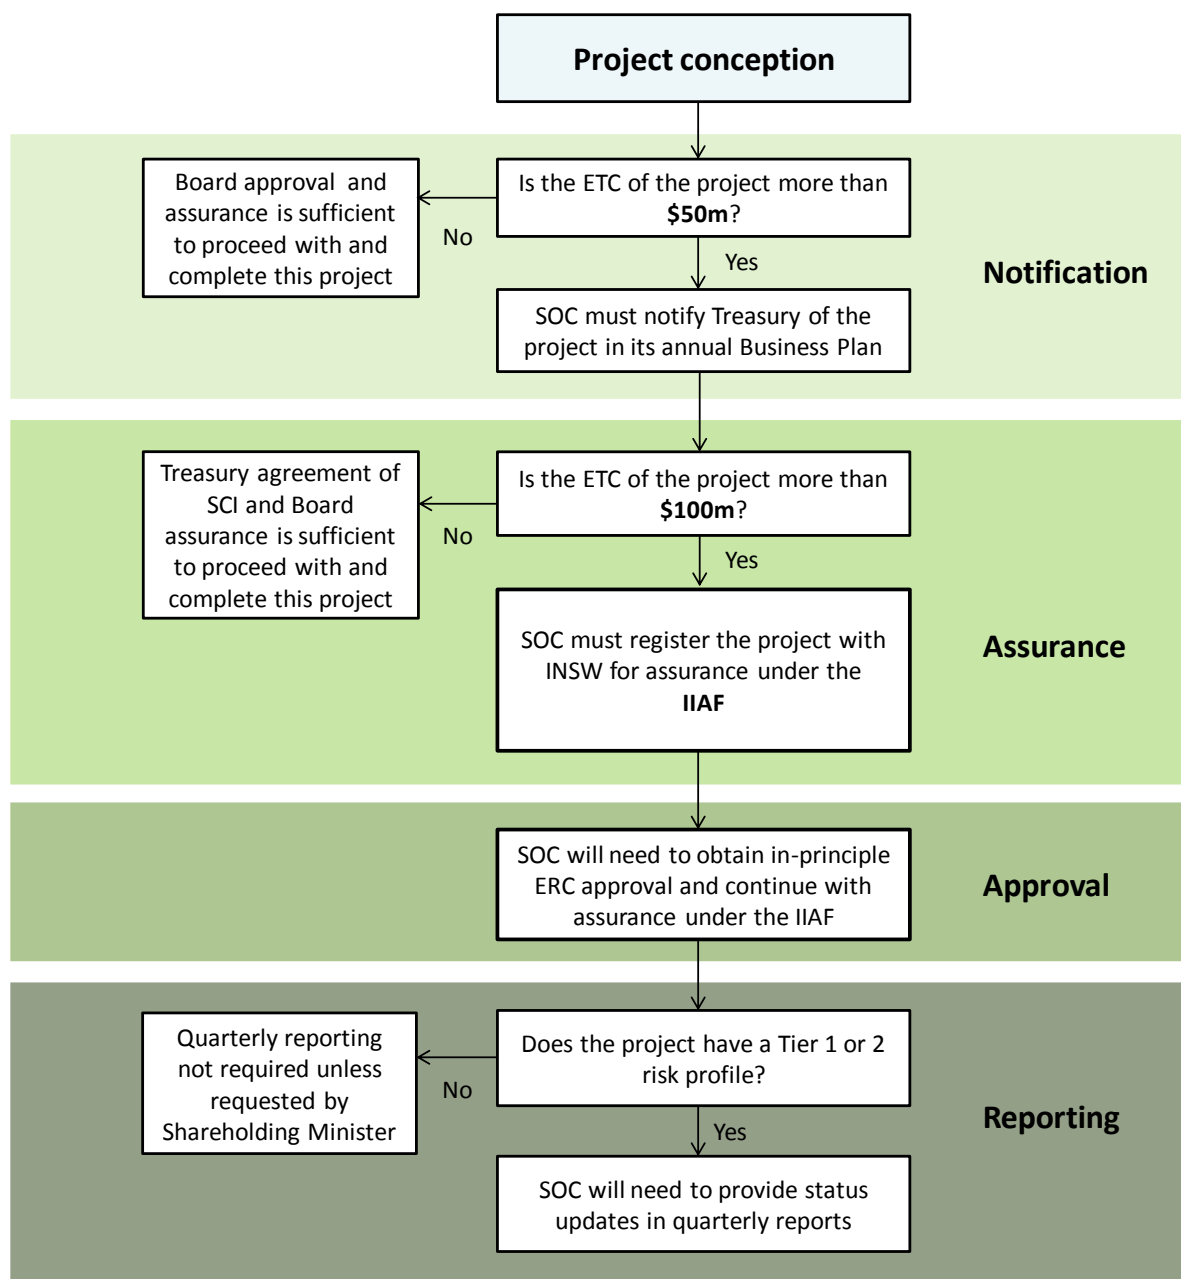 Project conception
Board approval and
assurance is sufficient
to proceed with and
complete this project
Is the ETC of the project more than
$50m?
No
Yes
Notification
SOC must notify Treasury of the
project in its annual Business Plan
Treasury agreement of
SCI and Board
assurance is sufficient
to proceed with and
complete this project
Is the ETC of the project more than
$100m?
No
Yes
SOC must register the project with
INSW for assurance under the
IIAF
Assurance
SOC will need to obtain in-principle
ERC approval and continue with
assurance under the IIAF
Approval
Quarterly reporting
not required unless
requested by
Shareholding Minister
Does the project have a Tier 1 or 2
risk profile?
No
Yes
Reporting
SOC will need to provide status
updates in quarterly reports